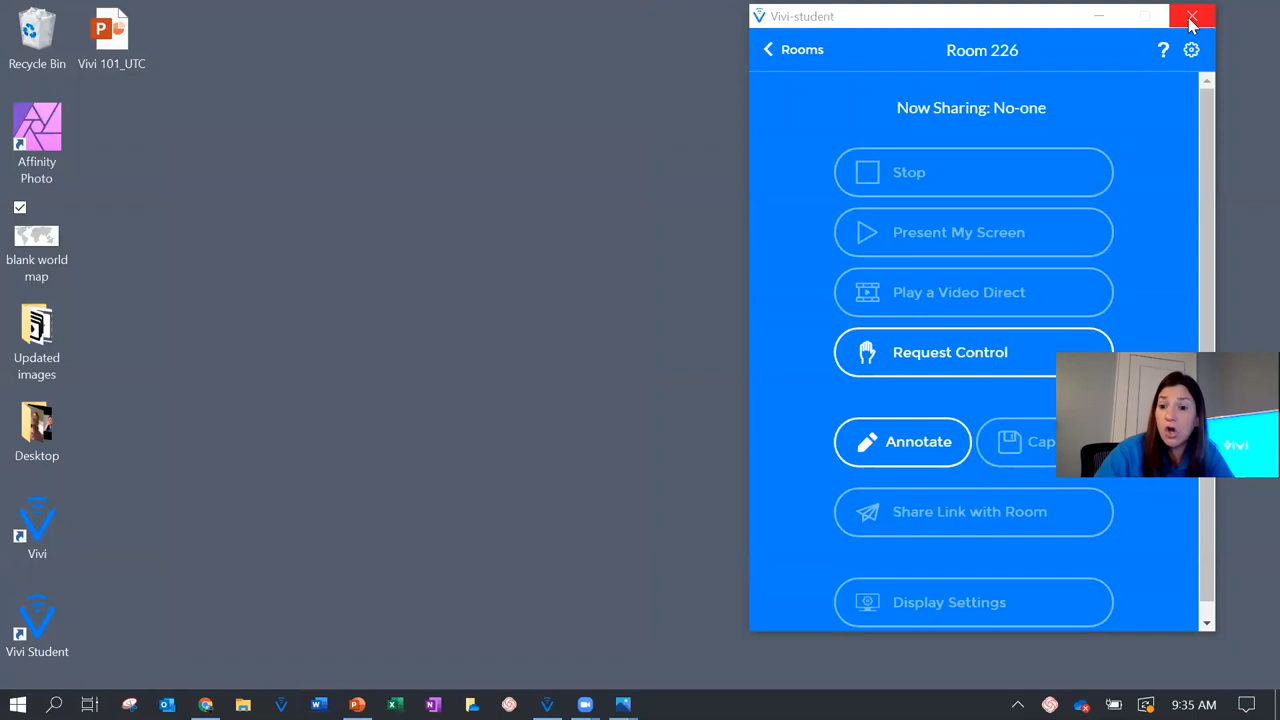 Recycle Bin
Vivi 101_UTC
Affinity
Photo
blank world
map
Updated
images
Desktop
Vivi
Vivi Student
Vivi-student
Rooms
Room 226
?
Now Sharing: No-one
Stop
Present My Screen
Play a Video Direct
Request Control
Annotate
Cap
Share Link with Room
Display Settings
vivi
9:35 AM